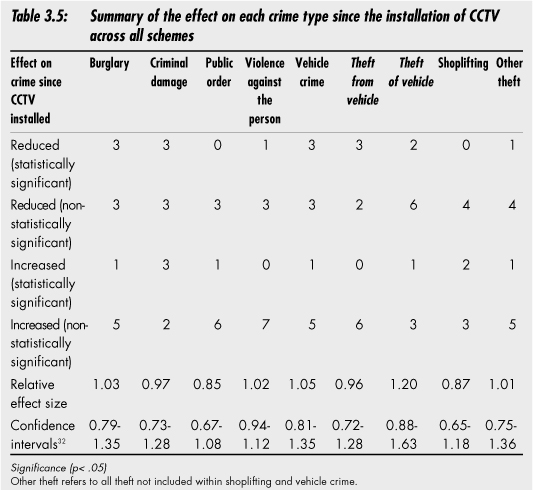 Table 3.5: Summary of the effect on each crime type since the installation of CCTV
across all schemes
Effect on Burglary Criminal Public Violence Vehicle Theft Theft Shoplifting Other
crime since damage order against crime from of vehicle theft
CCTV the vehicle
installed person
Reduced 3 3 0 1 3 3 2 0 1
(statistically
significant)
Reduced (non- 3 3 3 3 3 2 6 4 4
statistically
significant)
Increased 1 3 1 0 1 0 1 2 1
(statistically
significant)
Increased (non- 5 2 6 7 5 6 3 3 5
statistically
significant)
Relative 1.03 0.97 0.85 1.02 1.05 0.96 1.20 0.87 1.01
effect size
Confidence 0.79- 0.73- 0.67- 0.94- 0.81- 0.72- 0.88- 0.65- 0.75-
intervals32 1.35 1.28 1.08 1.12 1.35 1.28 1.63 1.18 1.36
Significance (p< .05)
Other theft refers to all theft not included within shoplifting and vehicle crime.